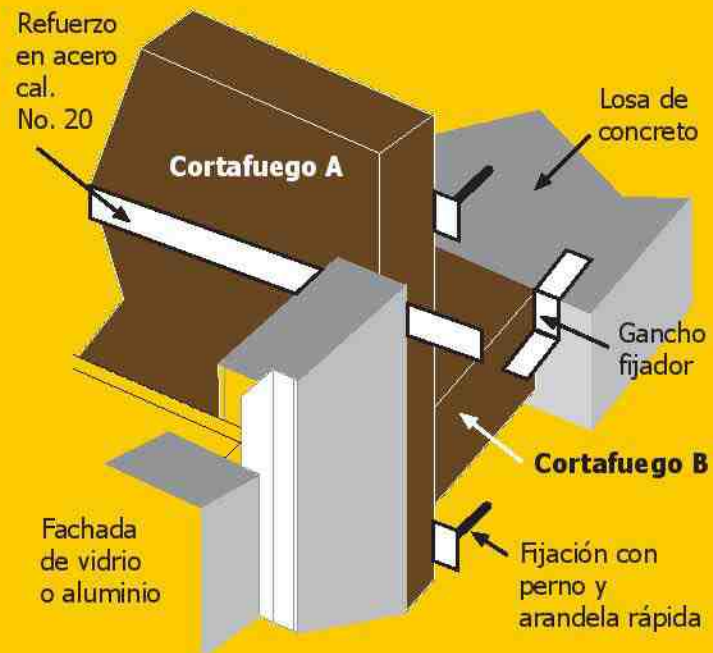 Refuerzo
en acero
cal.
No. 20
Cortafuego A
Losa de
concreto
Gancho
fijador
Cortafuego B
Fachada
de vidrio
o aluminio
Fijación con
perno y
arandela rápida